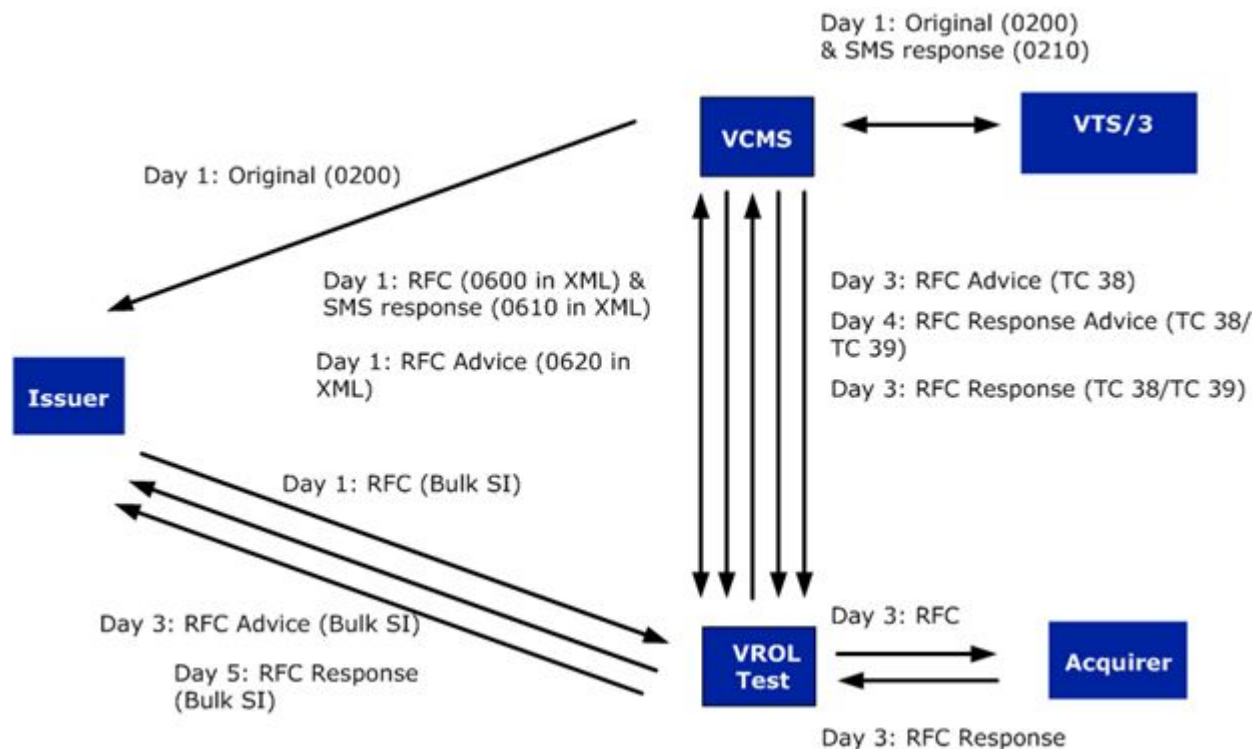 Day 1: Original (0200)
& SMS response (0210)
VCMS
VTS/3
Day 1: Original (0200)
Day 1: RFC (0600 in XML) &
SMS response (0610 in XML)
Day 1: RFC Advice (0620 in
XML)
Day 3: RFC Advice (TC 38)
Day 4: RFC Response Advice (TC 38/
TC 39)
Day 3: RFC Response (TC 38/TC 39)
Issuer
Day 1: RFC (Bulk SI)
Day 3: RFC Advice (Bulk SI)
Day 5: RFC Response
(Bulk SI)
VROL
Test
Day 3: RFC
Acquirer
Day 3: RFC Response